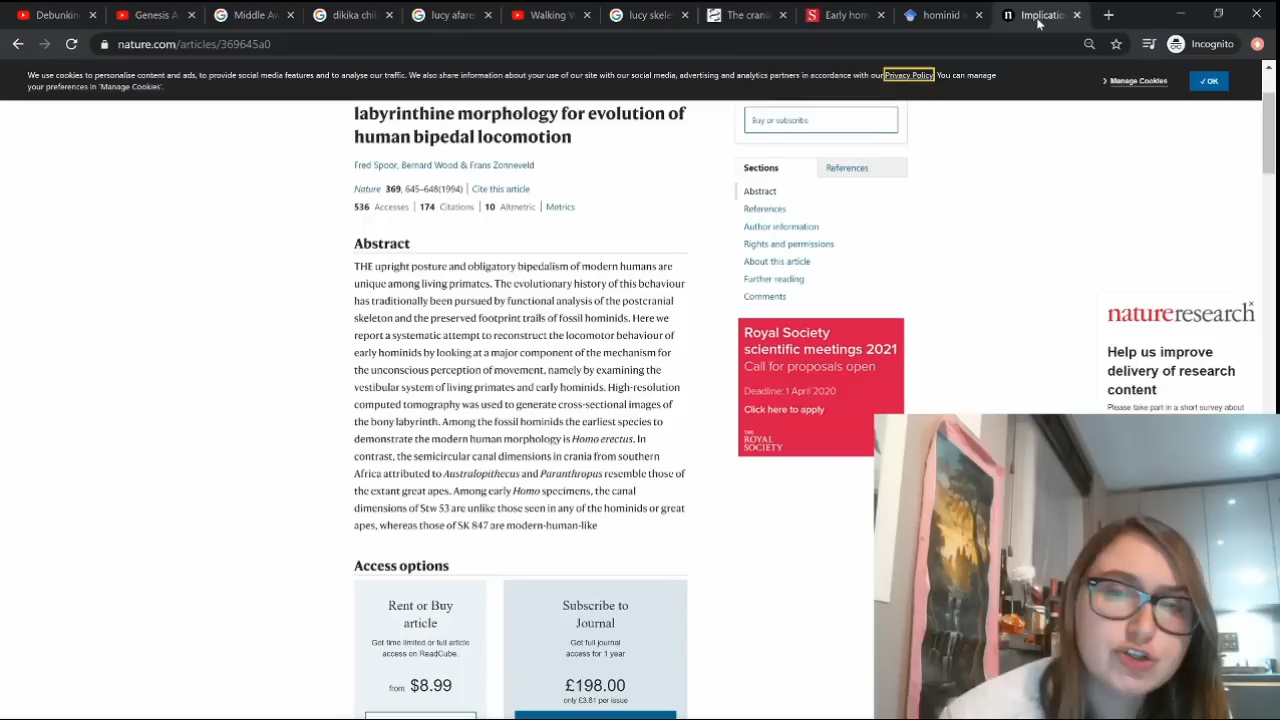 Debunkin
Genesis A
Middle Aw
dikika chi
lucy afare
Walking W
lucy skele
The crania
Early hom
hominid
Implicatio
nature.com/articles/369645a0
Incognito
We use cookies to personalise content and ads, to provide social media features and to analyse our traffic. We also share information about your use of our site with our social media, advertising and analytics partners in accordance with our Privacy Policy. You can
your preferences in 'Manage Cookies'.
manage
Manage Cookies
✓ OK
labyrinthine morphology for evolution of
human bipedal locomotion
Fred Spoor, Bernard Wood & Frans Zonneveld
Nature 369, 645–648(1994) | Cite this article
536 Accesses | 174 Citations | 10 Altmetric | Metrics
Abstract
THE upright posture and obligatory bipedalism of modern humans are
unique among living primates. The evolutionary history of this behaviour
has traditionally been pursued by functional analysis of the postcranial
skeleton and the preserved footprint trails of fossil hominids. Here we
report a systematic attempt to reconstruct the locomotor behaviour of
early hominids by looking at a major component of the mechanism for
the unconscious perception of movement, namely by examining the
vestibular system of living primates and early hominids. High-resolution
computed tomography was used to generate cross-sectional images of
the bony labyrinth. Among the fossil hominids the earliest species to
demonstrate the modern human morphology is Homo erectus. In
contrast, the semicircular canal dimensions in crania from southern
Africa attributed to Australopithecus and Paranthropus resemble those of
the extant great apes. Among early Homo specimens, the canal
dimensions of Stw 53 are unlike those seen in any of the hominids or great
apes, whereas those of SK 847 are modern-human-like
Access options
Rent or Buy
article
Get time limited or full article
access on ReadCube.
from $8.99
Subscribe to
Journal
Get full journal
access for 1 year
£198.00
only £3.81 per issue
Buy or subscribe
Sections
References
Abstract
References
Author information
Rights and permissions
About this article
Further reading
Comments
Royal Society
scientific meetings 2021
Call for proposals open
Deadline: 1 April 2020
Click here to apply
THE
ROYAL
SOCIETY
natureresearch
Help us improve
delivery of research
content
Please take part in a short survey about